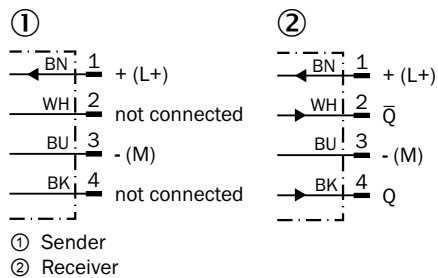 ① ②
BN 1 + (L+)
WH 2 not connected
BU 3 - (M)
BK 4 not connected
BN 1 + (L+)
WH 2 Q̅
BU 3 - (M)
BK 4 Q
① Sender
② Receiver